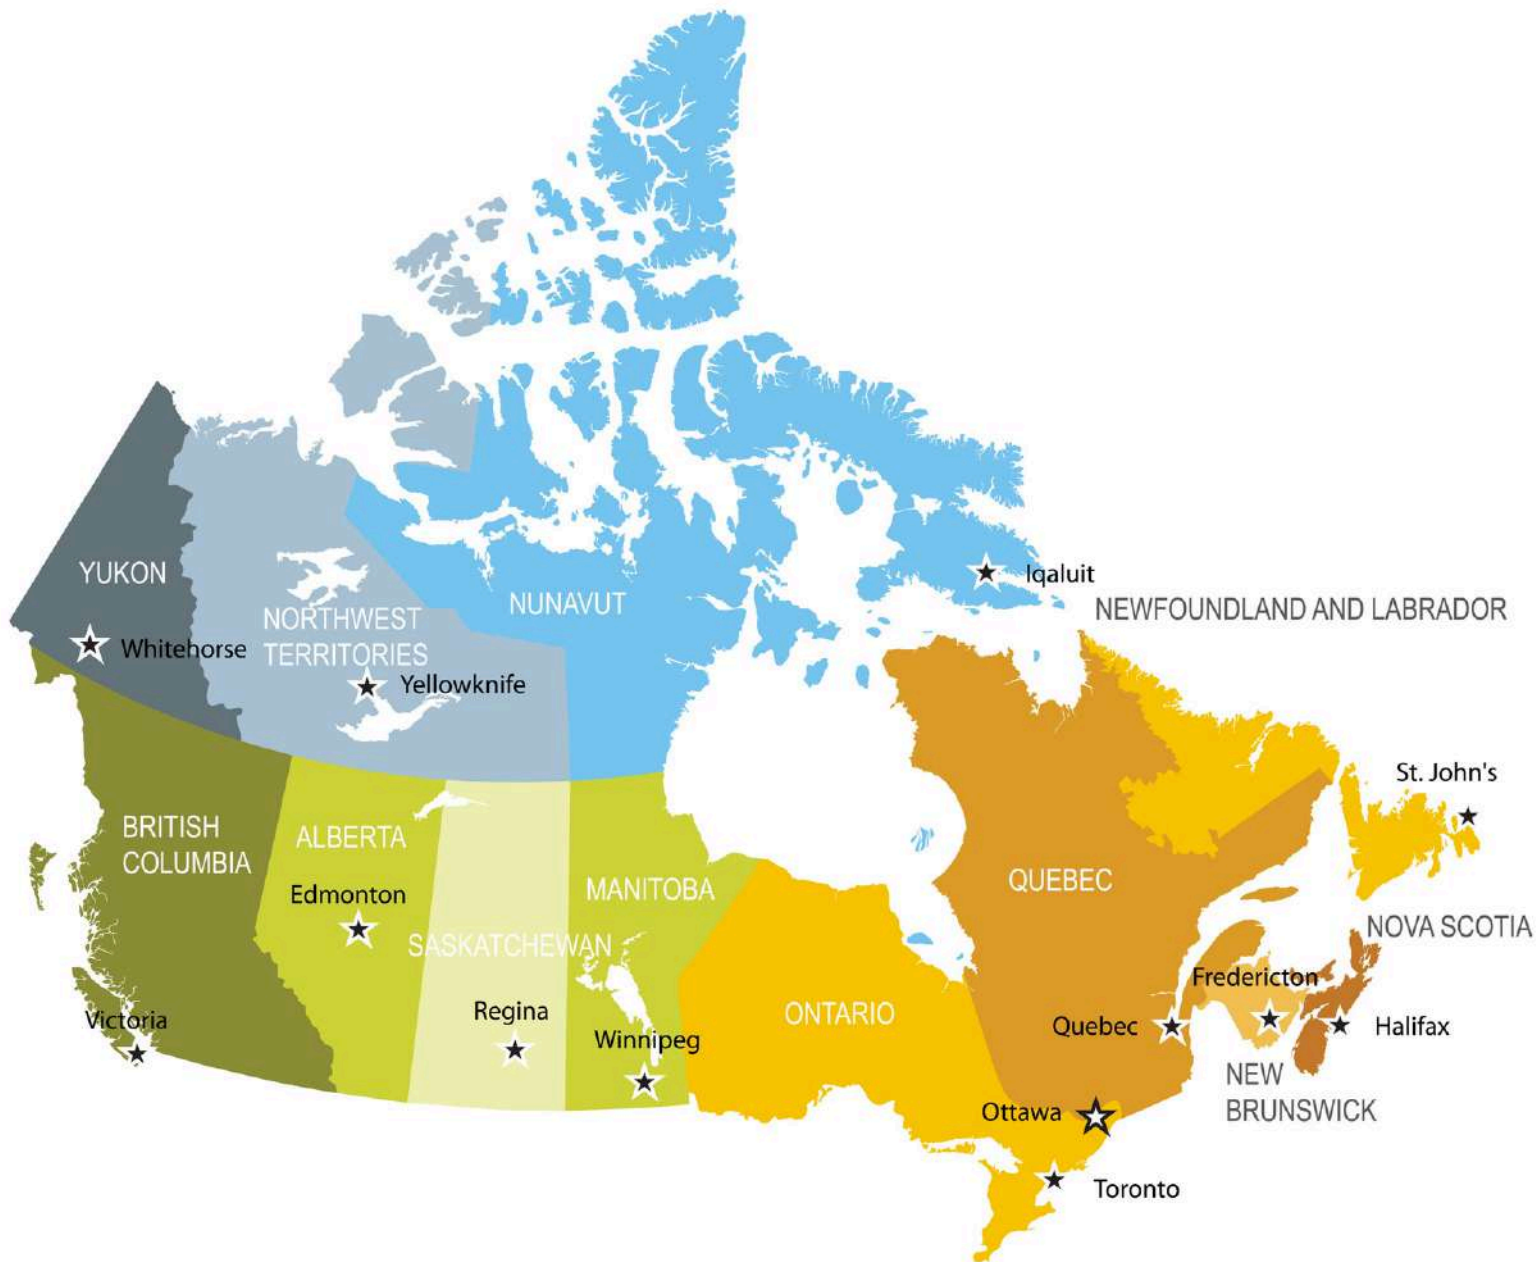 YUKON
Whitehorse
NORTHWEST
TERRITORIES
Yellowknife
NUNAVUT
Iqaluit
NEWFOUNDLAND AND LABRADOR
St. John's
BRITISH
COLUMBIA
Victoria
ALBERTA
Edmonton
SASKATCHEWAN
Regina
MANITOBA
Winnipeg
ONTARIO
Ottawa
Toronto
QUEBEC
Quebec
Fredericton
NEW
BRUNSWICK
NOVA SCOTIA
Halifax